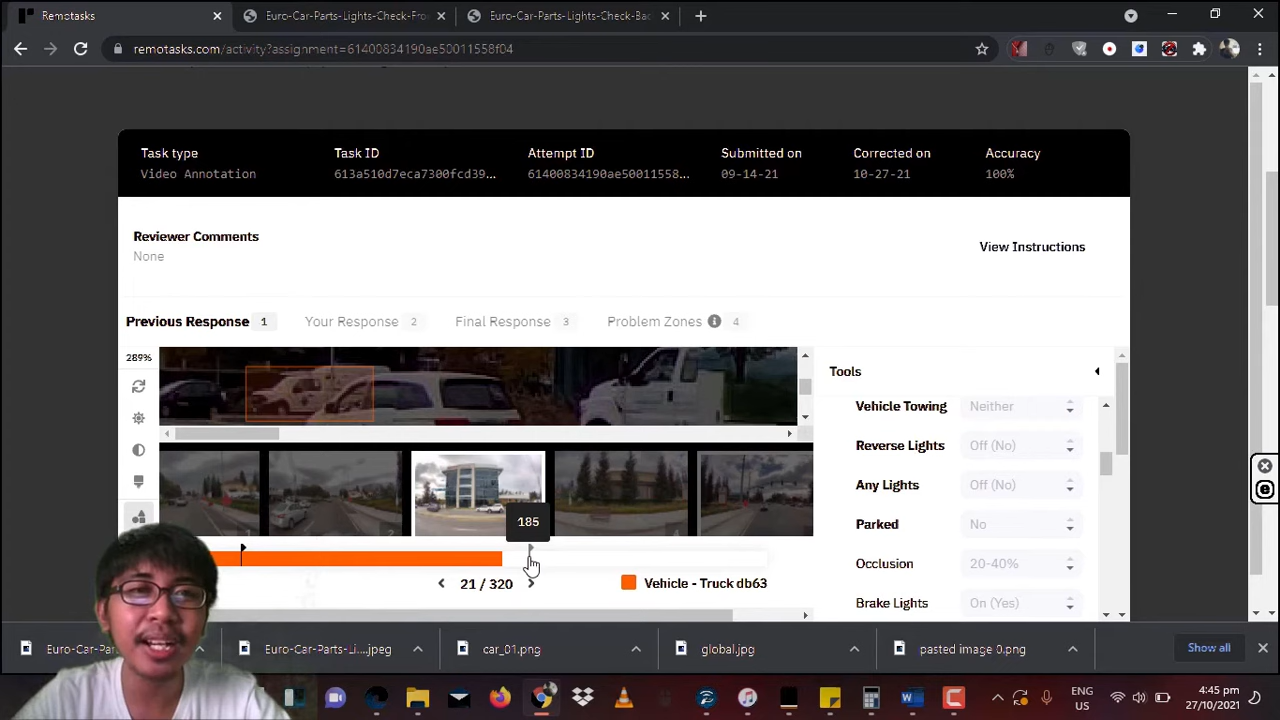 Remotasks
Euro-Car-Parts-Lights-Check-Fro
Euro-Car-Parts-Lights-Check-Bac
remotasks.com/activity?assignment=61400834190ae50011558f04
Task type
Task ID
Attempt ID
Submitted on
Corrected on
Accuracy
Video Annotation
613a510d7eca7300fcd39...
61400834190ae50011558...
09-14-21
10-27-21
100%
Reviewer Comments
None
View Instructions
Previous Response 1
Your Response 2
Final Response 3
Problem Zones 4
289%
Tools
Vehicle Towing Neither
Reverse Lights Off (No)
Any Lights Off (No)
Parked No
Occlusion 20-40%
Brake Lights On (Yes)
185
21 / 320
Vehicle - Truck db63
Euro-Car-Parts-Li....jpeg
car_01.png
global.jpg
pasted image 0.png
Show all
ENG
US
4:45 pm
27/10/2021